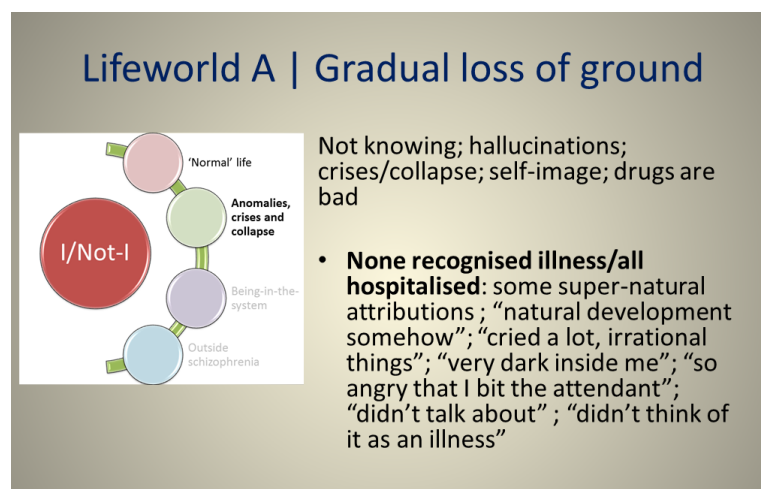 Lifeworld A | Gradual loss of ground
'Normal' life
Anomalies,
crises and
collapse
I/Not-I
Being-in-the-
system
Outside
schizophrenia
Not knowing; hallucinations;
crises/collapse; self-image; drugs are
bad
• None recognised illness/all
hospitalised: some super-natural
attributions ; “natural development
somehow”; “cried a lot, irrational
things”; “very dark inside me”; “so
angry that I bit the attendant”;
“didn’t talk about” ; “didn’t think of
it as an illness”